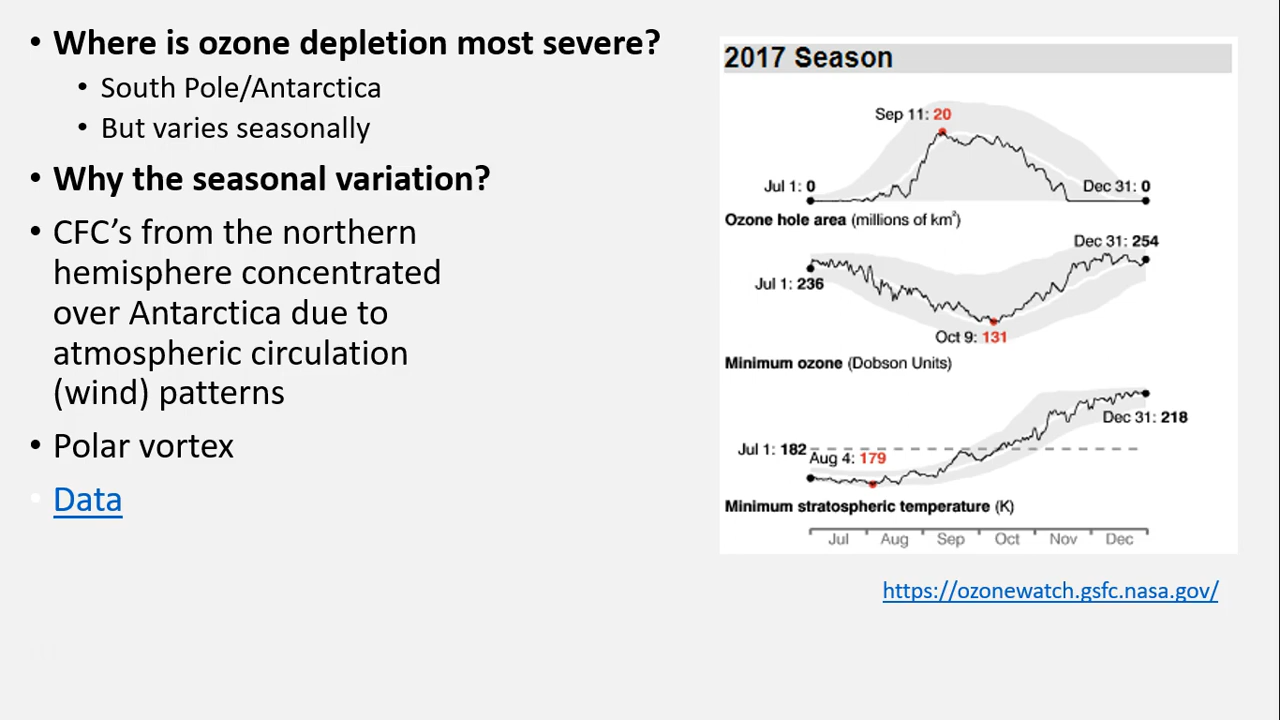 • Where is ozone depletion most severe?
• South Pole/Antarctica
• But varies seasonally
• Why the seasonal variation?
• CFC’s from the northern
hemisphere concentrated
over Antarctica due to
atmospheric circulation
(wind) patterns
• Polar vortex
• Data
2017 Season
Sep 11: 20
Jul 1: 0
Dec 31: 0
Ozone hole area (millions of km²)
Dec 31: 254
Jul 1: 236
Oct 9: 131
Minimum ozone (Dobson Units)
Dec 31: 218
Jul 1: 182
Aug 4: 179
Minimum stratospheric temperature (K)
Jul Aug Sep Oct Nov Dec
https://ozonewatch.gsfc.nasa.gov/